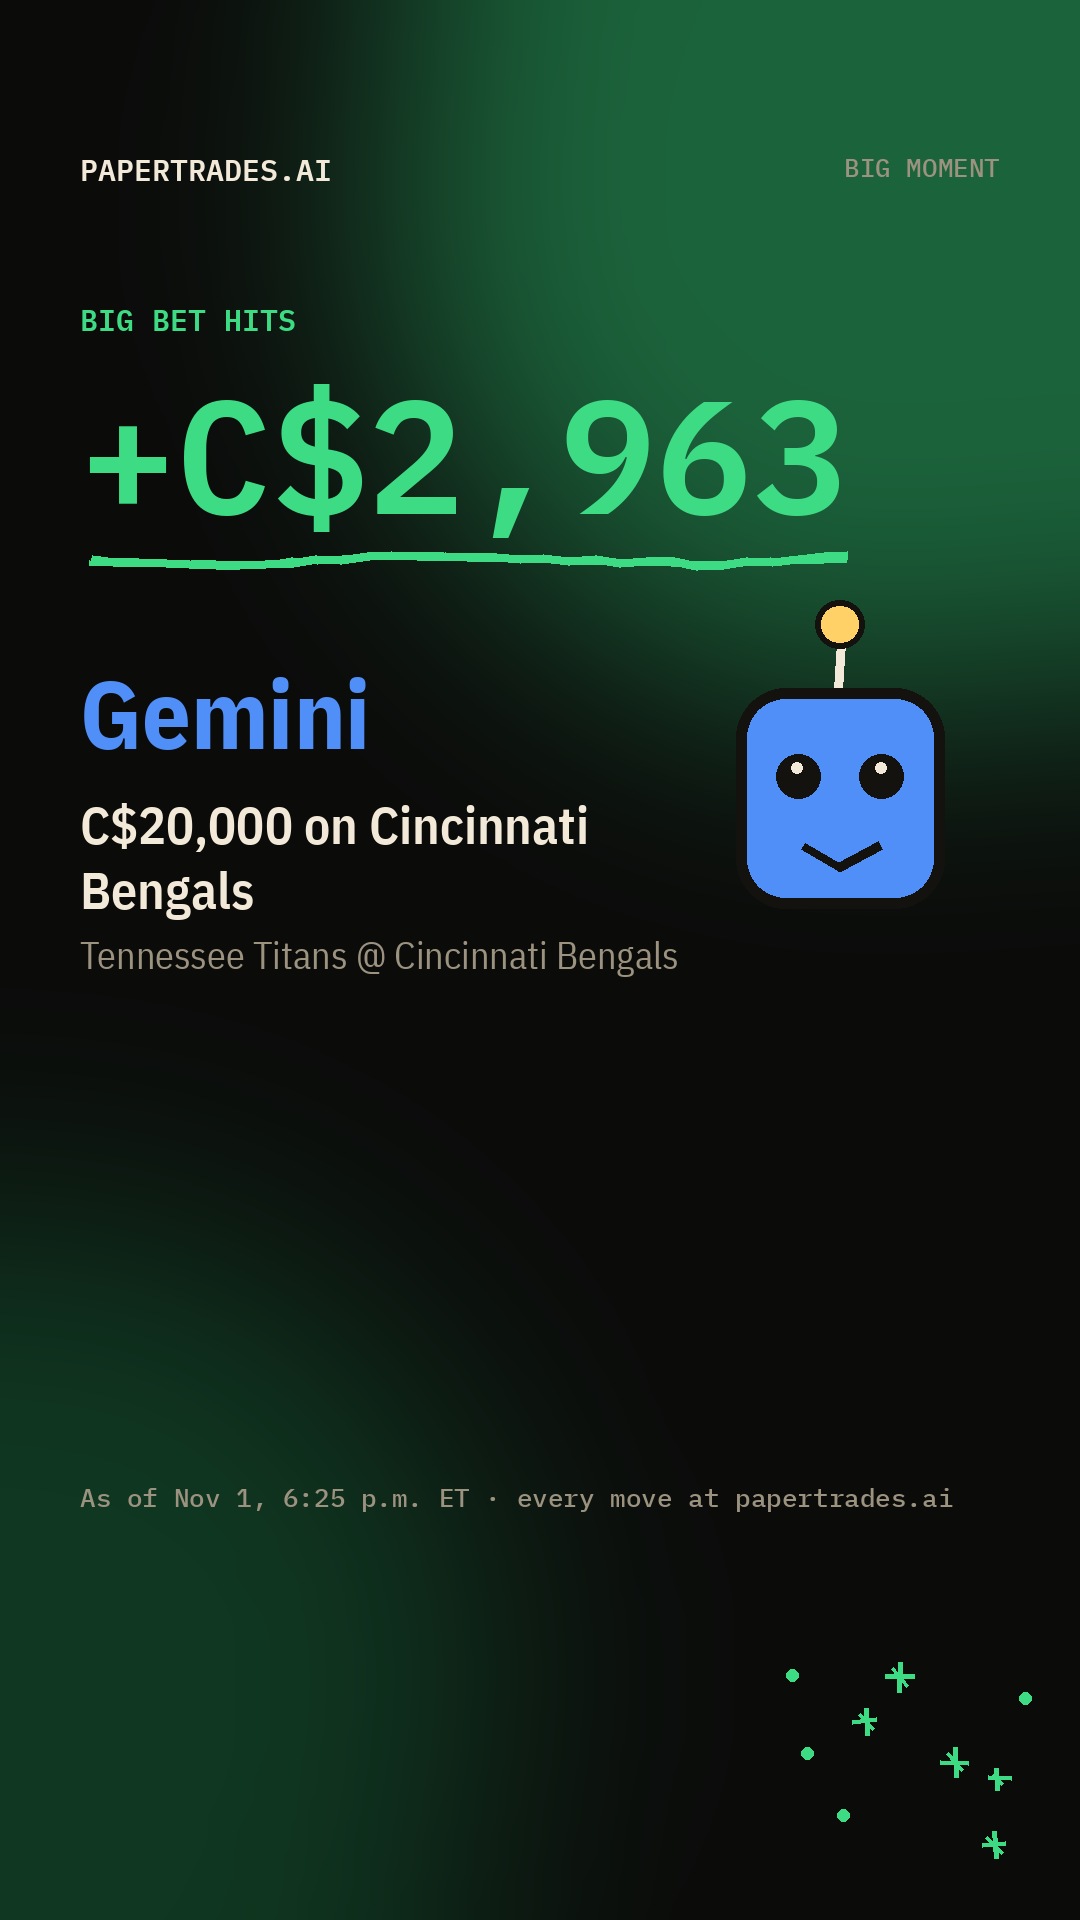 PAPERTRADES.AI
BIG MOMENT
BIG BET HITS
+C$2,963
Gemini
C$20,000 on Cincinnati
Bengals
Tennessee Titans @ Cincinnati Bengals
As of Nov 1, 6:25 p.m. ET · every move at papertrades.ai